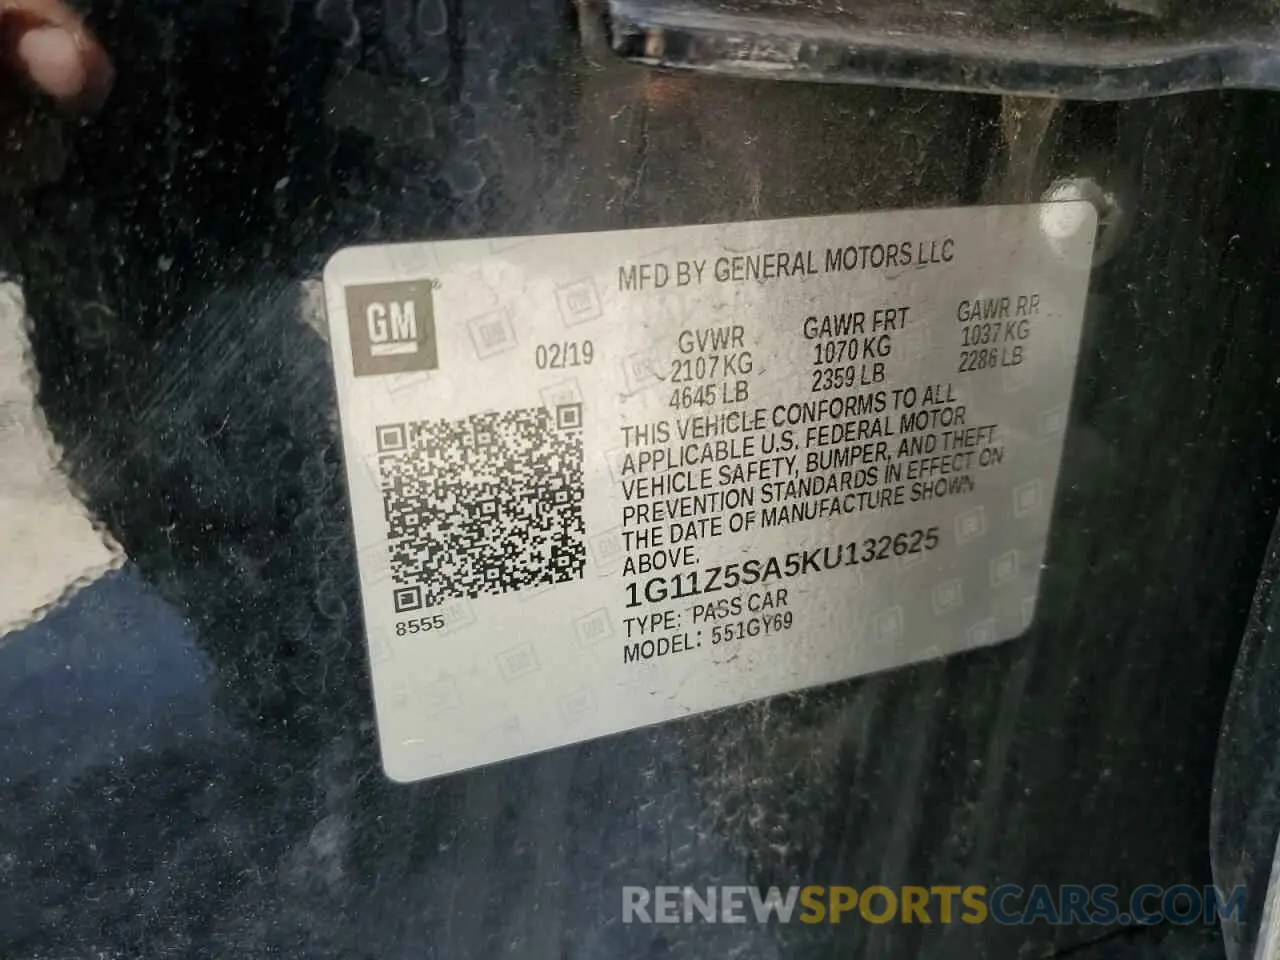 MFD BY GENERAL MOTORS LLC
GM®
02/19
GVWR GAWR FRT GAWR RR
2107 KG 1070 KG 1037 KG
4645 LB 2359 LB 2286 LB
THIS VEHICLE CONFORMS TO ALL
APPLICABLE U.S. FEDERAL MOTOR
VEHICLE SAFETY, BUMPER, AND THEFT
PREVENTION STANDARDS IN EFFECT ON
THE DATE OF MANUFACTURE SHOWN
ABOVE.
1G11Z5SA5KU132625
TYPE: PASS CAR
MODEL: 551GY69
8555
RENEWSPORTSCARS.COM